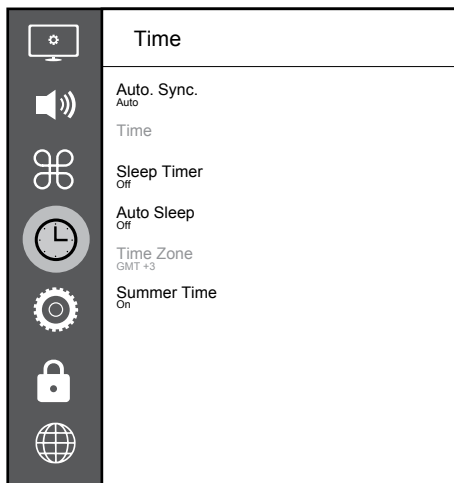 Time
Auto. Sync.
Auto
Time
Sleep Timer
Off
Auto Sleep
Off
Time Zone
GMT +3
Summer Time
On